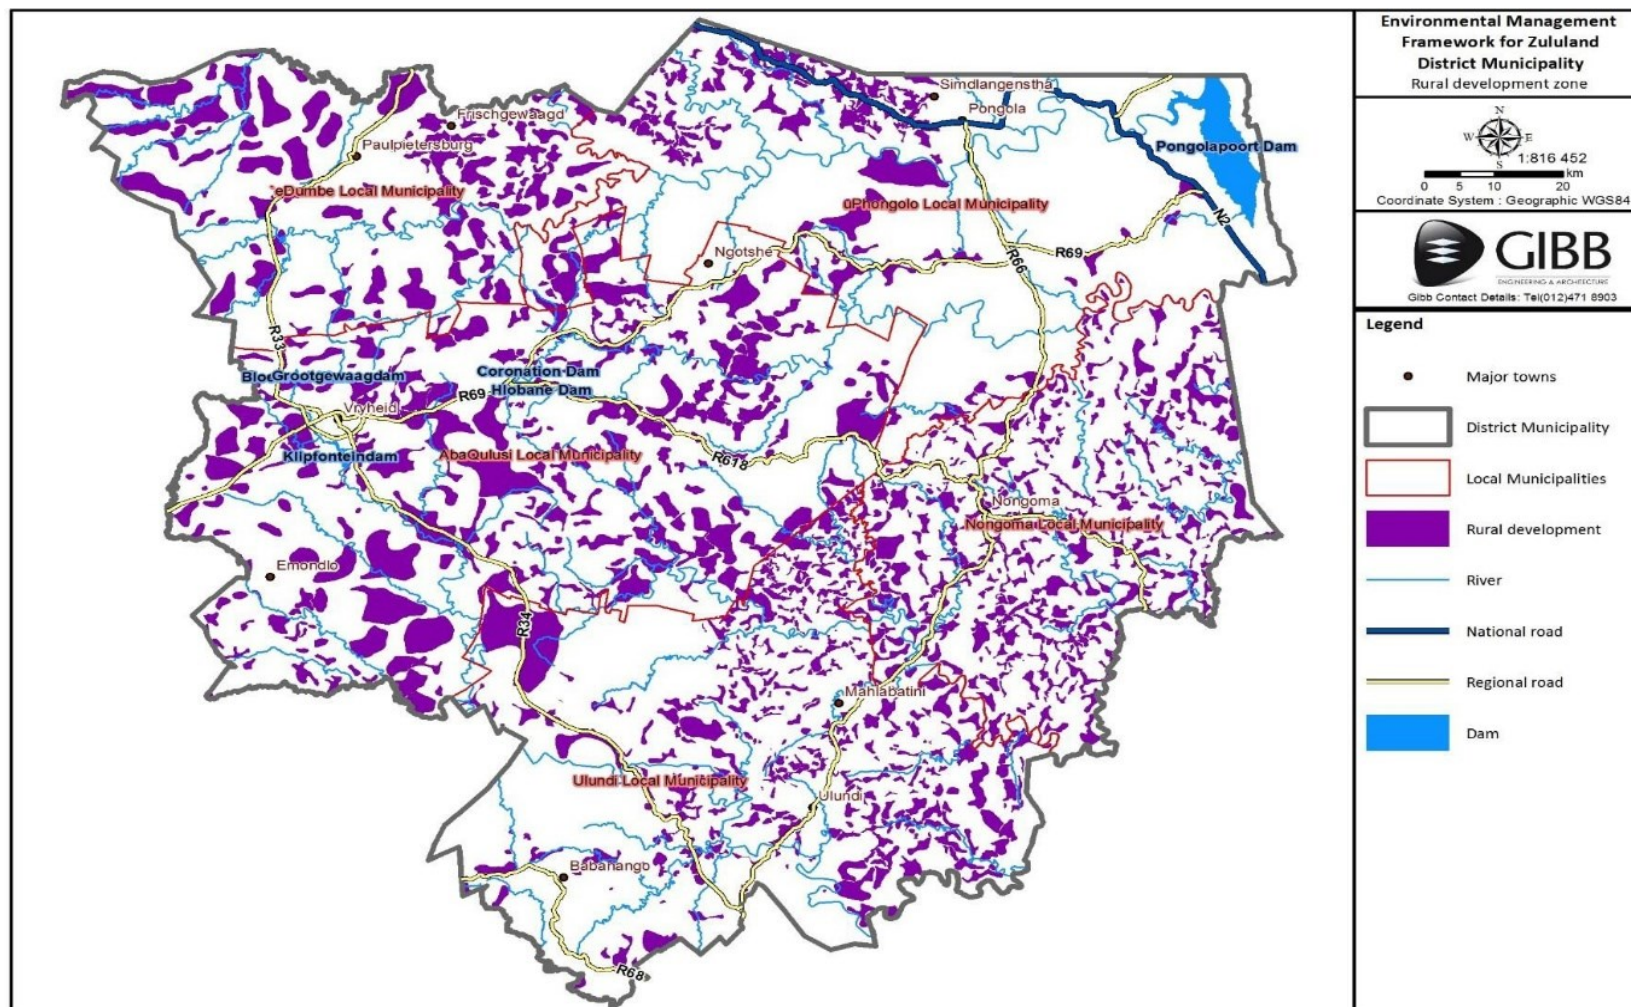 Environmental Management
Framework for Zululand
District Municipality
Rural development zone
N
W E
S
1:816 452
km
0 5 10 20
Coordinate System : Geographic WGS84
GIBB
ENGINEERING & ARCHITECTURE
Gibb Contact Details: Tel(012)471 8903
Legend
Major towns
District Municipality
Local Municipalities
Rural development
River
National road
Regional road
Dam
Simdlangenstha
Pongola
Frischgewaagd
Paulpietersburg
Pongolapoort Dam
eDumbe Local Municipality
uPhongolo Local Municipality
N2
Ngotshe
R69
R66
R33
Coronation Dam
Grootgewaagdam
Hlobane Dam
R69
Vryheid
Klipfonteindam
AbaQulusi Local Municipality
R618
Nongoma
Nongoma Local Municipality
Emondlo
R34
Mahlabatini
Ulundi Local Municipality
Ulundi
Babanango
R68